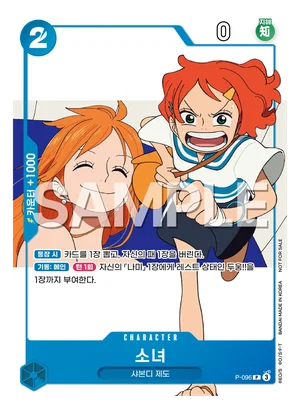 2
0
지혜
知
카운터 +1000
SAMPLE
등장 시 카드를 1장 뽑고, 자신의 패 1장을 버린다.
기동: 메인 턴 1회 자신의 「나미」 1장에게 레스트 상태인 두웅!!을
1장까지 부여한다.
NOT FOR SALE
BANDAI MADE IN KOREA
CHARACTER
소녀
샤본디 제도
P-096 P 3